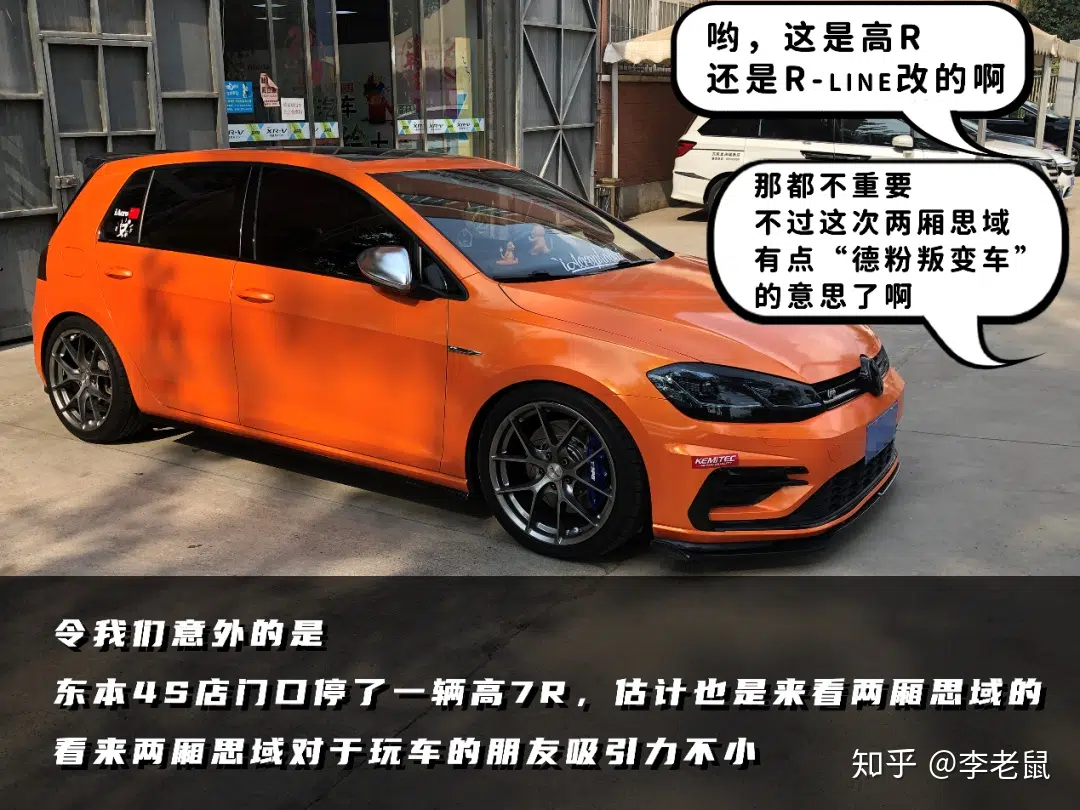 哟，这是高R
还是R-LINE改的啊
那都不重要
不过这次两厢思域
有点“德粉叛变车”
的意思了啊
XR-V
XR-V
XR-V
XR-V
KEMITEC
令我们意外的是
东本4S店门口停了一辆高7R，估计也是来看两厢思域的
看来两厢思域对于玩车的朋友吸引力不小
知乎 @李老鼠